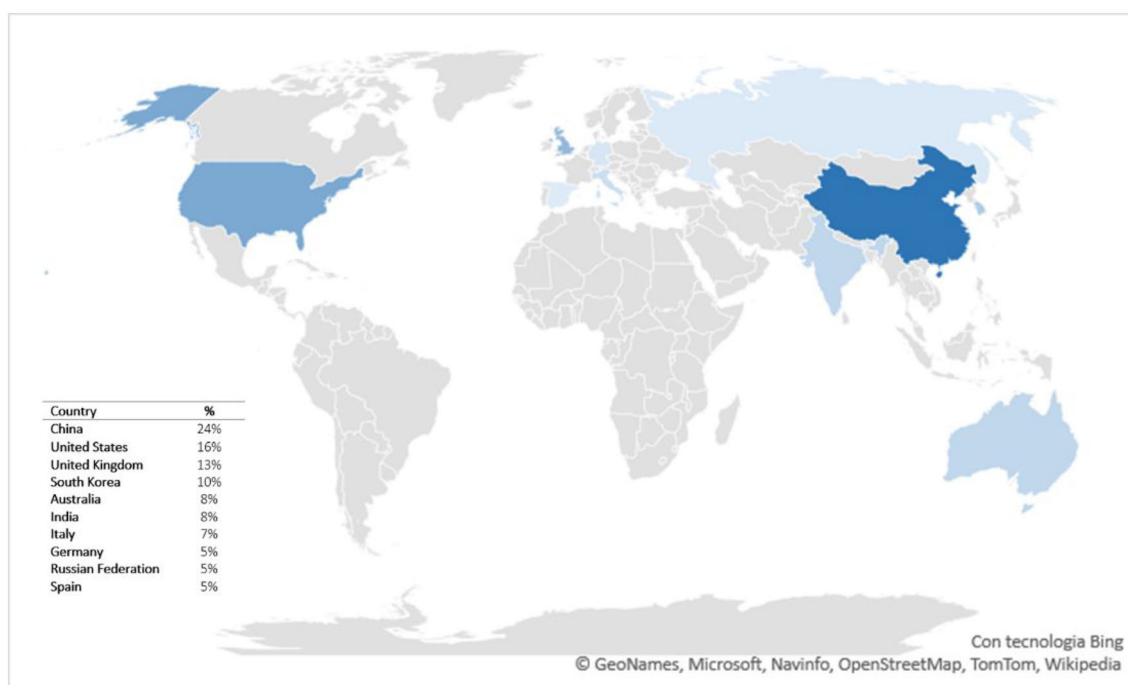 Country %
China 24%
United States 16%
United Kingdom 13%
South Korea 10%
Australia 8%
India 8%
Italy 7%
Germany 5%
Russian Federation 5%
Spain 5%
Con tecnologia Bing
© GeoNames, Microsoft, Navinfo, OpenStreetMap, TomTom, Wikipedia